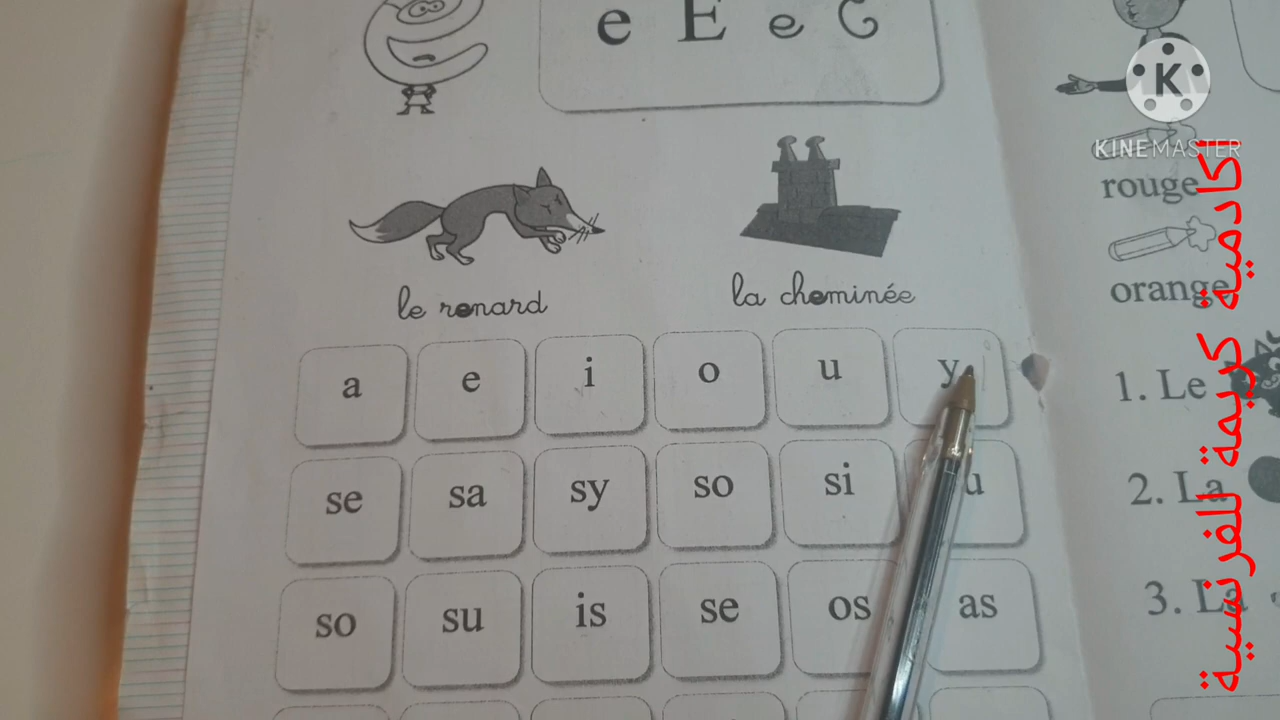 e E e E
le renard
la cheminée
a e i o u y
se sa sy so si
so su is se os as
KINEMASTER
rouge
orange
1. Le
2. La
3. La
كادمية كريمة للفرنسية